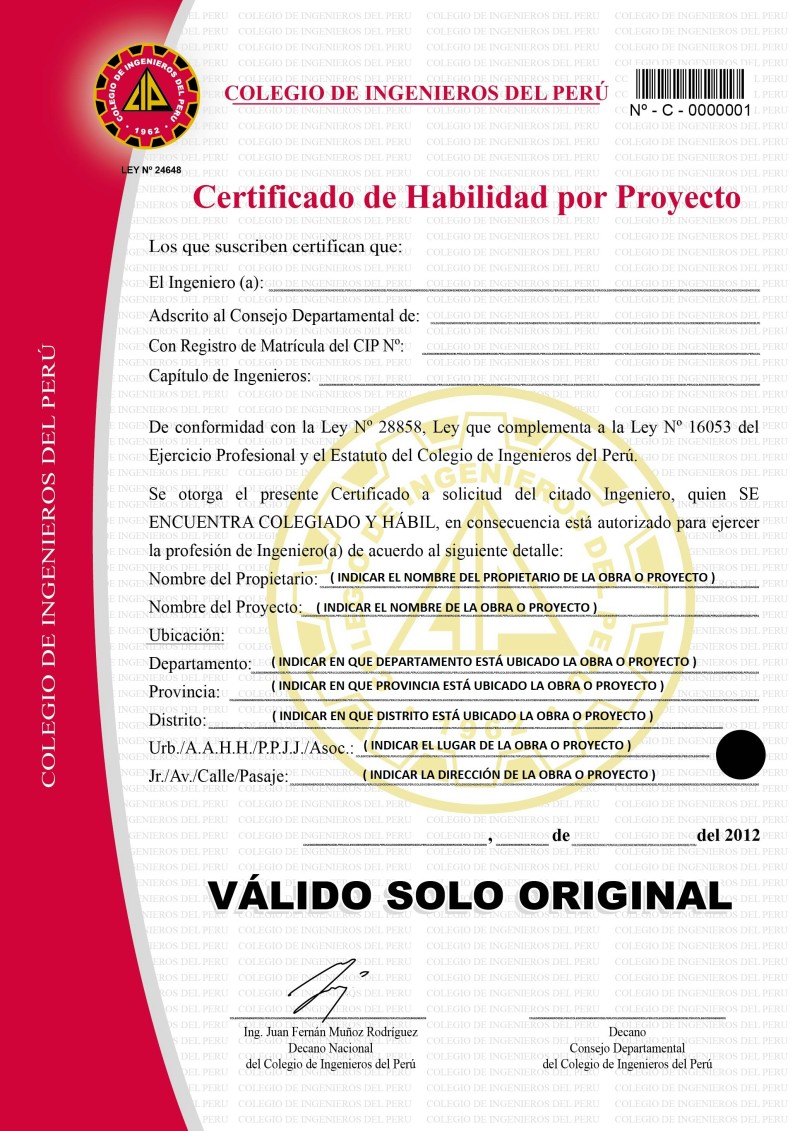 COLEGIO DE INGENIEROS DEL PERÚ
1962
LEY Nº 24648
COLEGIO DE INGENIEROS DEL PERÚ
Nº - C - 0000001
Certificado de Habilidad por Proyecto
Los que suscriben certifican que:
El Ingeniero (a):
Adscrito al Consejo Departamental de:
Con Registro de Matrícula del CIP Nº:
Capítulo de Ingenieros:
De conformidad con la Ley Nº 28858, Ley que complementa a la Ley Nº 16053 del
Ejercicio Profesional y el Estatuto del Colegio de Ingenieros del Perú.
Se otorga el presente Certificado a solicitud del citado Ingeniero, quien SE
ENCUENTRA COLEGIADO Y HÁBIL, en consecuencia está autorizado para ejercer
la profesión de Ingeniero(a) de acuerdo al siguiente detalle:
Nombre del Propietario: ( INDICAR EL NOMBRE DEL PROPIETARIO DE LA OBRA O PROYECTO )
Nombre del Proyecto: ( INDICAR EL NOMBRE DE LA OBRA O PROYECTO )
Ubicación:
Departamento: ( INDICAR EN QUE DEPARTAMENTO ESTÁ UBICADO LA OBRA O PROYECTO )
Provincia: ( INDICAR EN QUE PROVINCIA ESTÁ UBICADO LA OBRA O PROYECTO )
Distrito: ( INDICAR EN QUE DISTRITO ESTÁ UBICADO LA OBRA O PROYECTO )
Urb./A.A.H.H./P.P.J.J./Asoc.: ( INDICAR EL LUGAR DE LA OBRA O PROYECTO )
Jr./Av./Calle/Pasaje: ( INDICAR LA DIRECCIÓN DE LA OBRA O PROYECTO )
, de del 2012
VÁLIDO SOLO ORIGINAL
Ing. Juan Fernán Muñoz Rodríguez
Decano Nacional
del Colegio de Ingenieros del Perú
Decano
Consejo Departamental
del Colegio de Ingenieros del Perú
COLEGIO DE INGENIEROS DEL PERÚ